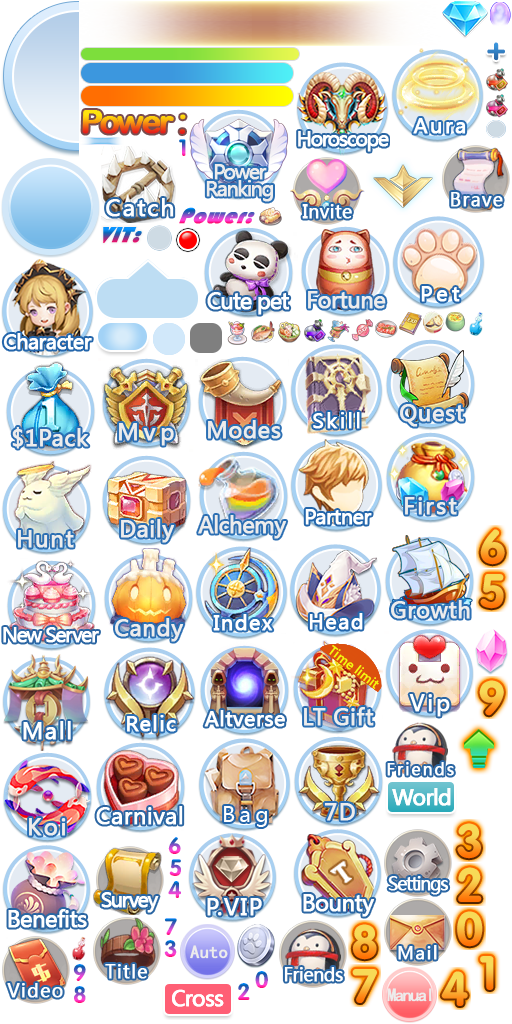 Power:
1
Power
Ranking
Horoscope
Aura
Catch
Power:
VIT:
Invite
Brave
Cute pet
Fortune
Pet
Character
$1Pack
Mvp
Modes
Skill
Quest
Hunt
Daily
Alchemy
Partner
First
New Server
Candy
Index
Head
Growth
6
5
Mall
Relic
Altverse
Time limit
LT Gift
Vip
9
Friends
World
Koi
Carnival
Bag
7D
Benefits
Survey
6
5
4
P.VIP
Bounty
Settings
3
2
Video
9
8
Title
7
3
Auto
Cross
2
0
Friends
8
7
Mail
0
Manual
4
1